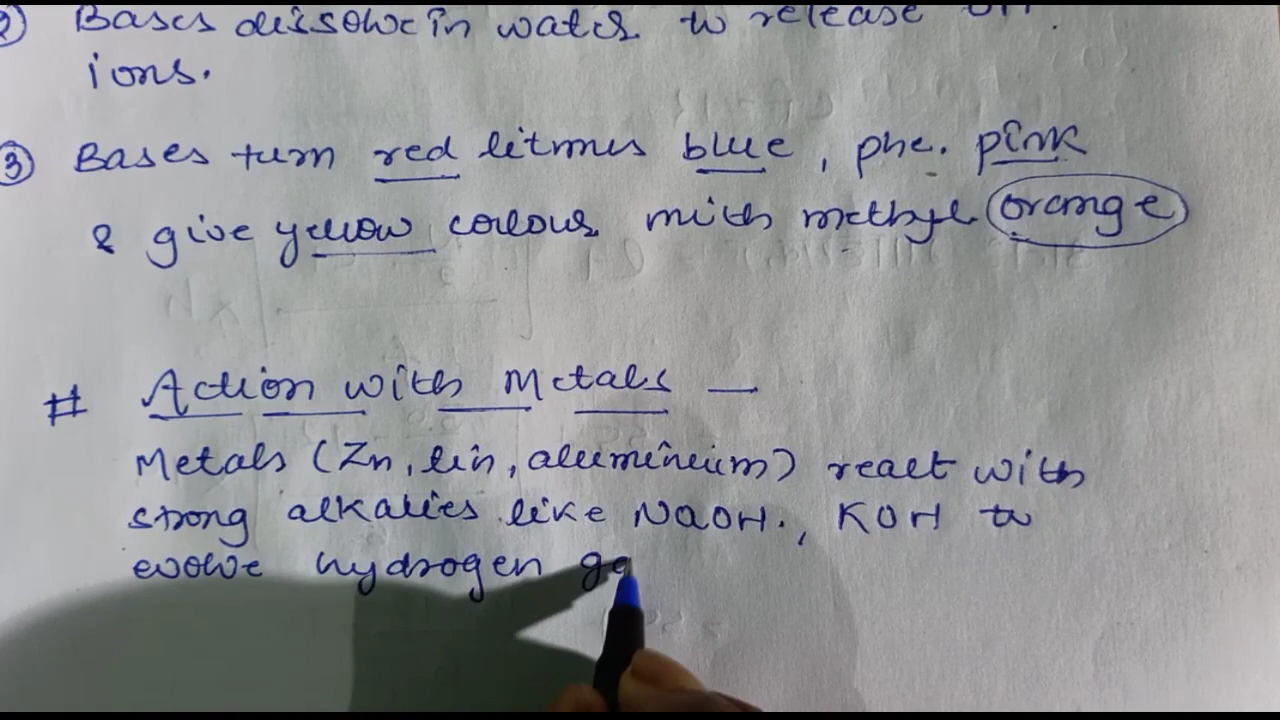 2) Bases dissolve in water to release OH-
ions.
3) Bases turn red litmus blue, phe. pink
& give yellow colour with methyl orange
# Action with Metals —
Metals (Zn, tin, aluminium) react with
strong alkalies like NaOH., KOH to
evolve hydrogen ga